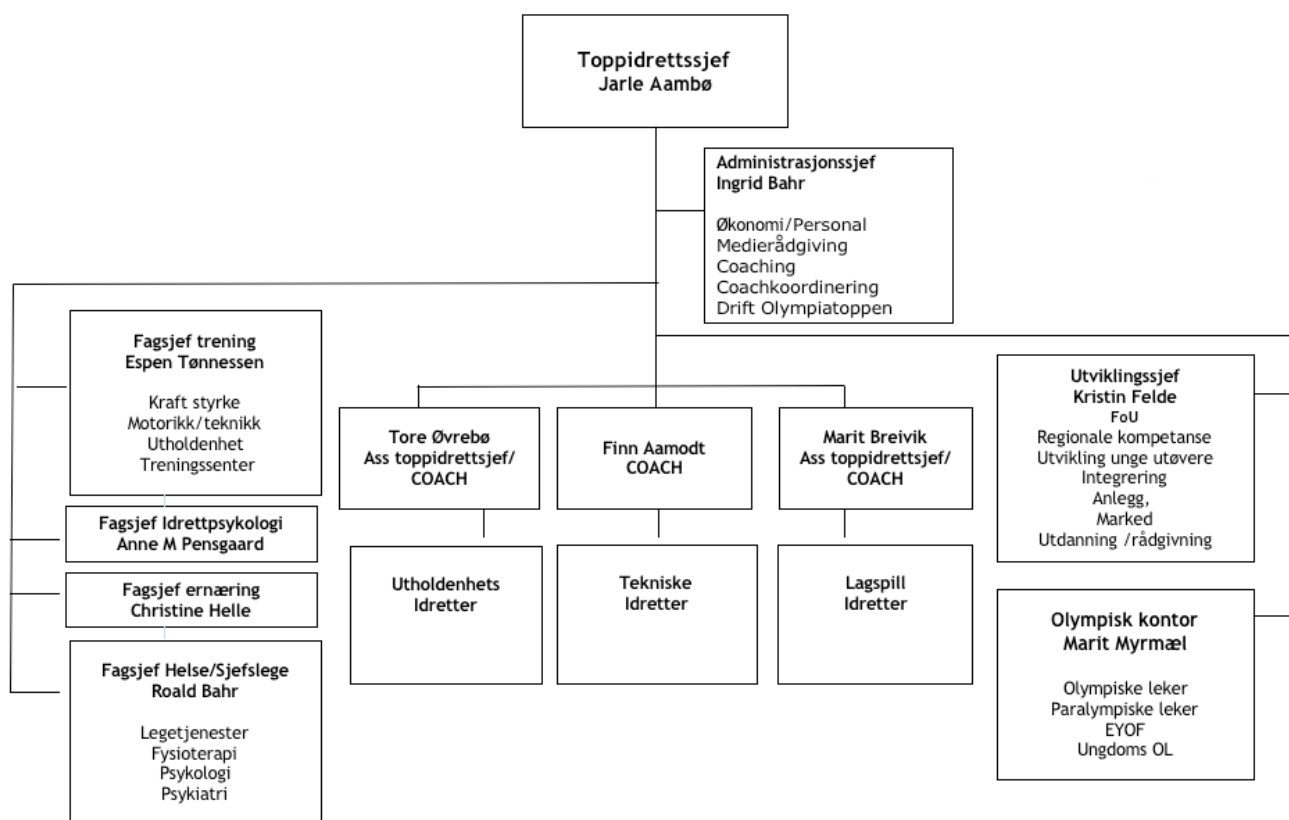 Toppidrettssjef
Jarle Aambø
Administrasjonssjef
Ingrid Bahr
Økonomi/Personal
Medierådgiving
Coaching
Coachkoordinering
Drift Olympiatoppen
Fagsjef trening
Espen Tønnessen
Kraft styrke
Motorikk/teknikk
Utholdenhet
Treningssenter
Fagsjef Idrettpsykologi
Anne M Pensgaard
Fagsjef ernæring
Christine Helle
Fagsjef Helse/Sjefslege
Roald Bahr
Legetjenester
Fysioterapi
Psykologi
Psykiatri
Tore Øvrebø
Ass toppidrettsjef/
COACH
Utholdenhets
Idretter
Finn Aamodt
COACH
Tekniske
Idretter
Marit Breivik
Ass toppidrettsjef/
COACH
Lagspill
Idretter
Utviklingssjef
Kristin Felde
FoU
Regionale kompetanse
Utvikling unge utøvere
Integrering
Anlegg,
Marked
Utdanning /rådgivning
Olympisk kontor
Marit Myrmæl
Olympiske leker
Paralympiske leker
EYOF
Ungdoms OL